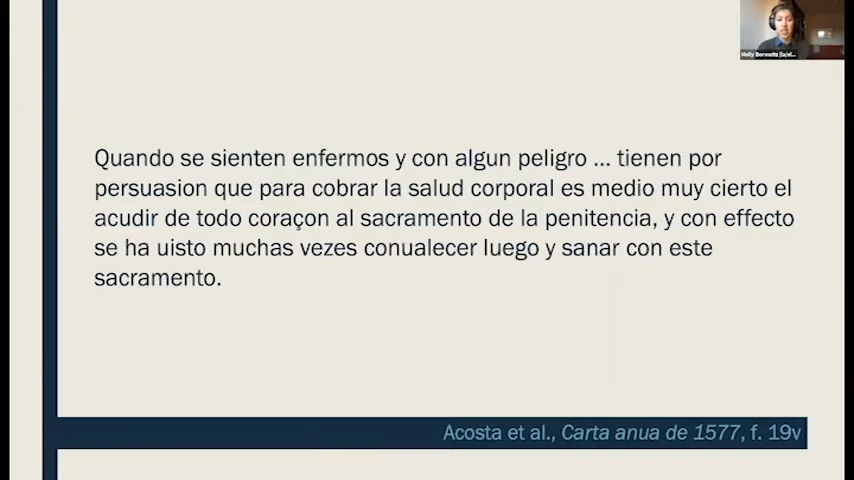 Quando se sienten enfermos y con algun peligro ... tienen por
persuasion que para cobrar la salud corporal es medio muy cierto el
acudir de todo coraçon al sacramento de la penitencia, y con effecto
se ha uisto muchas vezes conualecer luego y sanar con este
sacramento.
Acosta et al., Carta anua de 1577, f. 19v